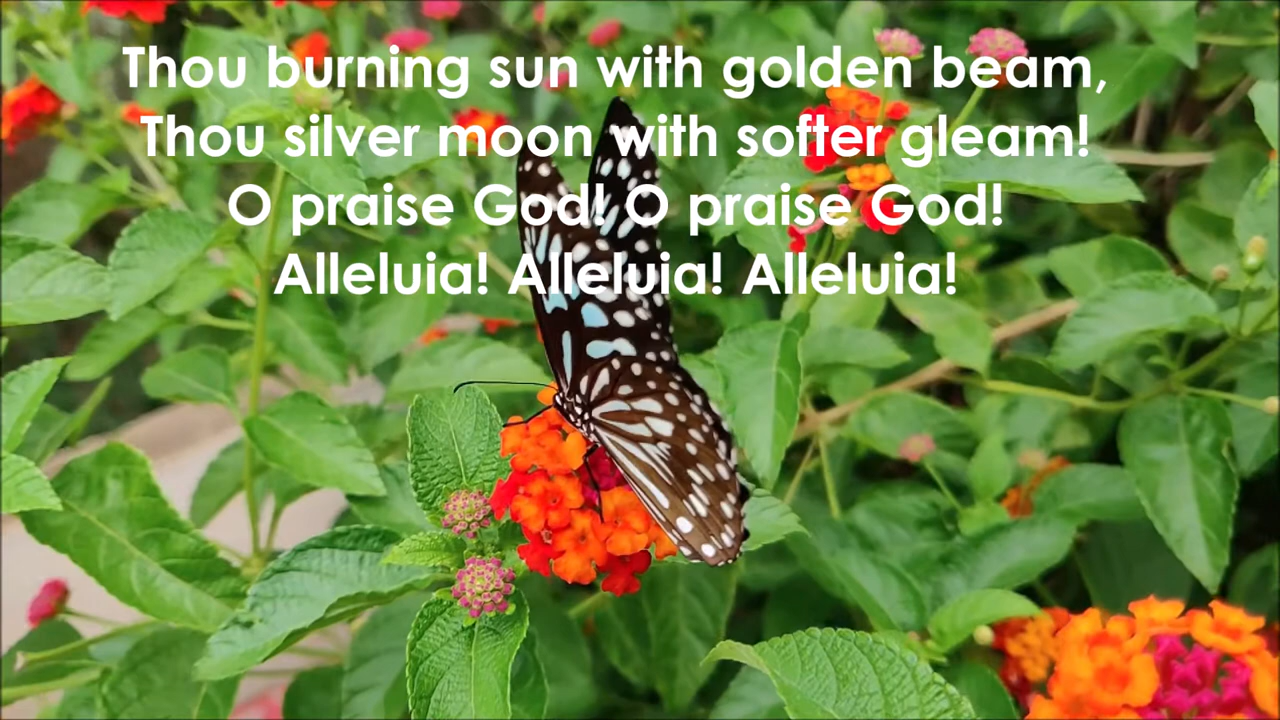 Thou burning sun with golden beam,
Thou silver moon with softer gleam!
O praise God! O praise God!
Alleluia! Alleluia! Alleluia!